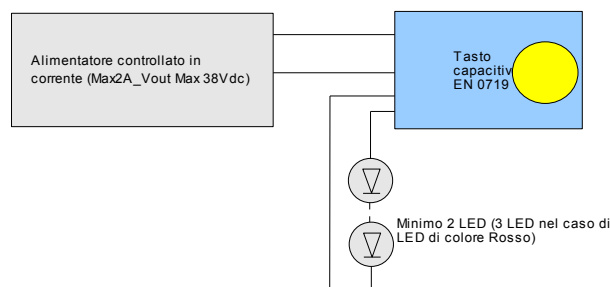 Alimentatore controllato in
corrente (Max2A_Vout Max 38Vdc)
Tasto
capacitiv
EN 0719
Minimo 2 LED (3 LED nel caso di
LED di colore Rosso)